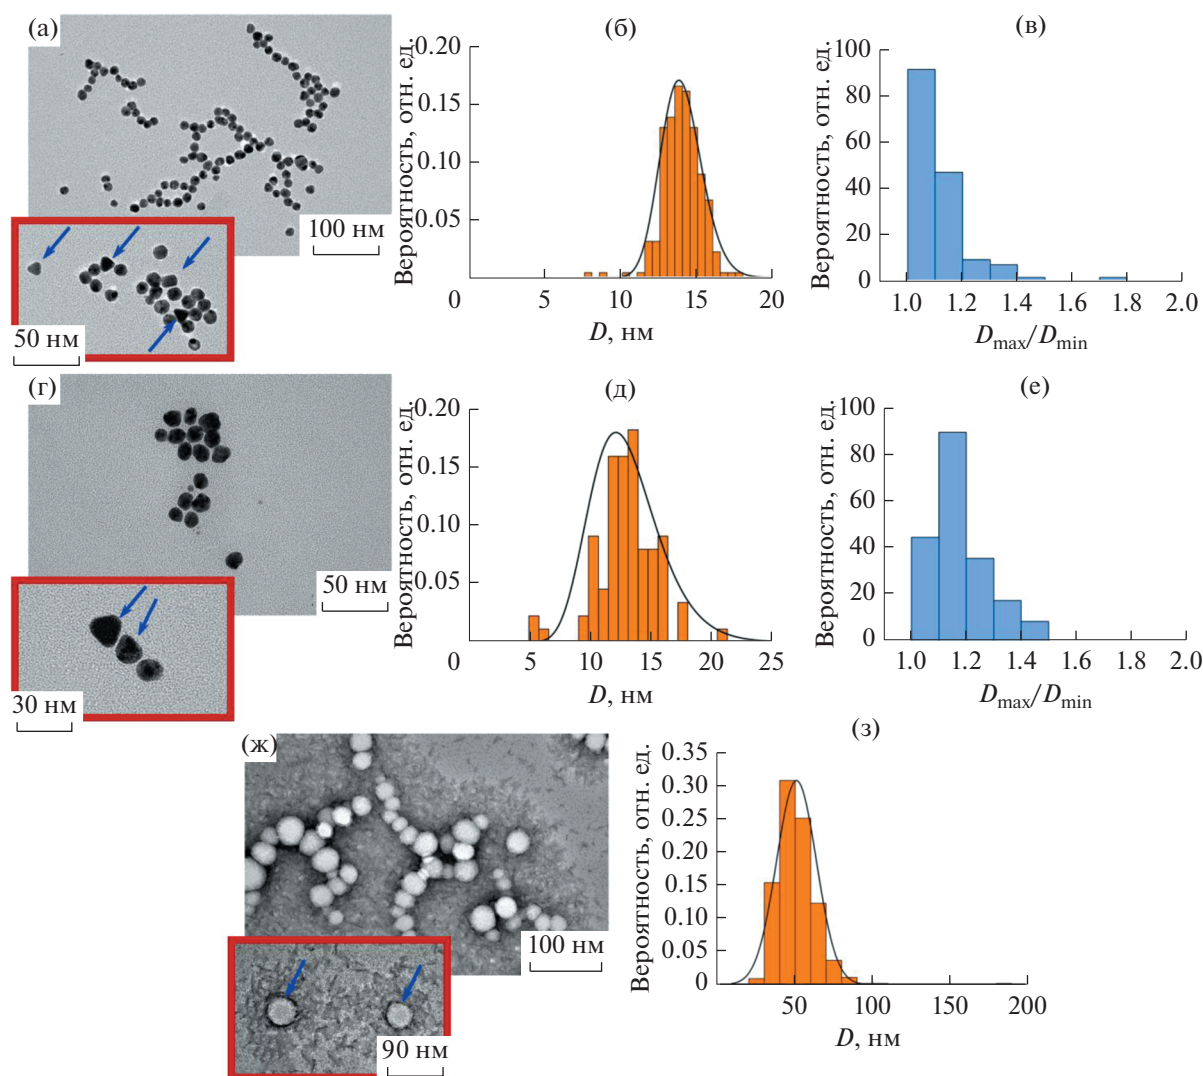 (а)
100 нм
50 нм
(б)
Вероятность, отн. ед.
0.20
0.15
0.10
0.05
0 5 10 15 20
D, нм
(в)
Вероятность, отн. ед.
100
80
60
40
20
0
1.0 1.2 1.4 1.6 1.8 2.0
Dmax/Dmin
(г)
50 нм
30 нм
(д)
Вероятность, отн. ед.
0.20
0.15
0.10
0.05
0 5 10 15 20 25
D, нм
(е)
Вероятность, отн. ед.
100
80
60
40
20
0
1.0 1.2 1.4 1.6 1.8 2.0
Dmax/Dmin
(ж)
100 нм
90 нм
(з)
Вероятность, отн. ед.
0.35
0.30
0.25
0.20
0.15
0.10
0.05
0
50 100 150 200
D, нм